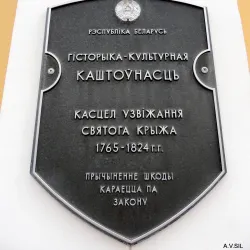 РЭСПУБЛІКА БЕЛАРУСЬ
ГІСТОРЫКА-КУЛЬТУРНАЯ
КАШТОЎНАСЦЬ
КАСЦЕЛ УЗВІЖАННЯ
СВЯТОГА КРЫЖА
1765-1824 г.г.
ПРЫЧЫНЕННЕ ШКОДЫ
КАРАЕЦЦА ПА
ЗАКОНУ
A.V.SIL